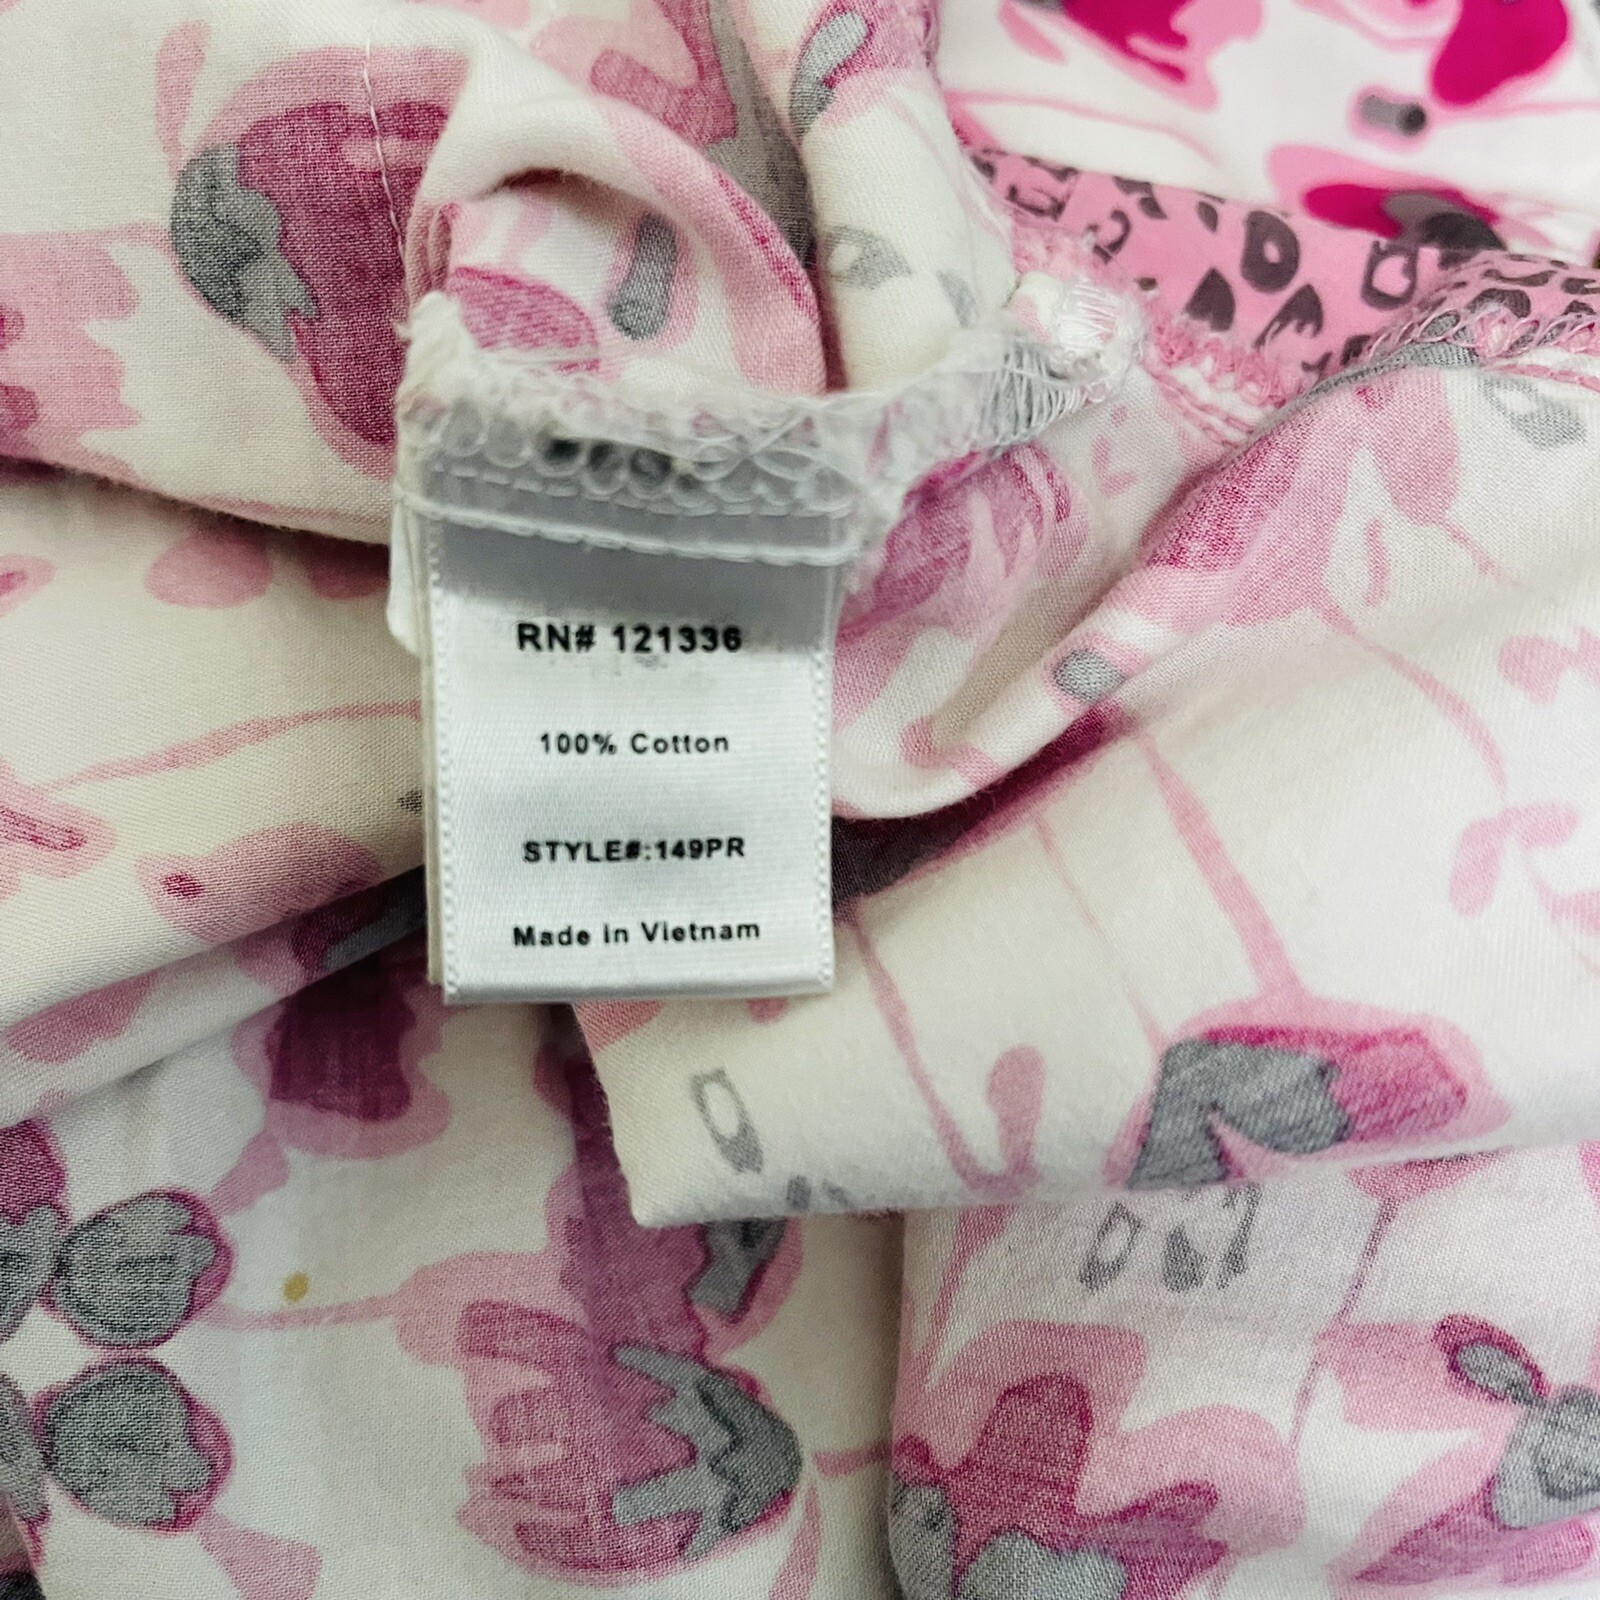 RN# 121336
100% Cotton
STYLE#:149PR
Made in Vietnam